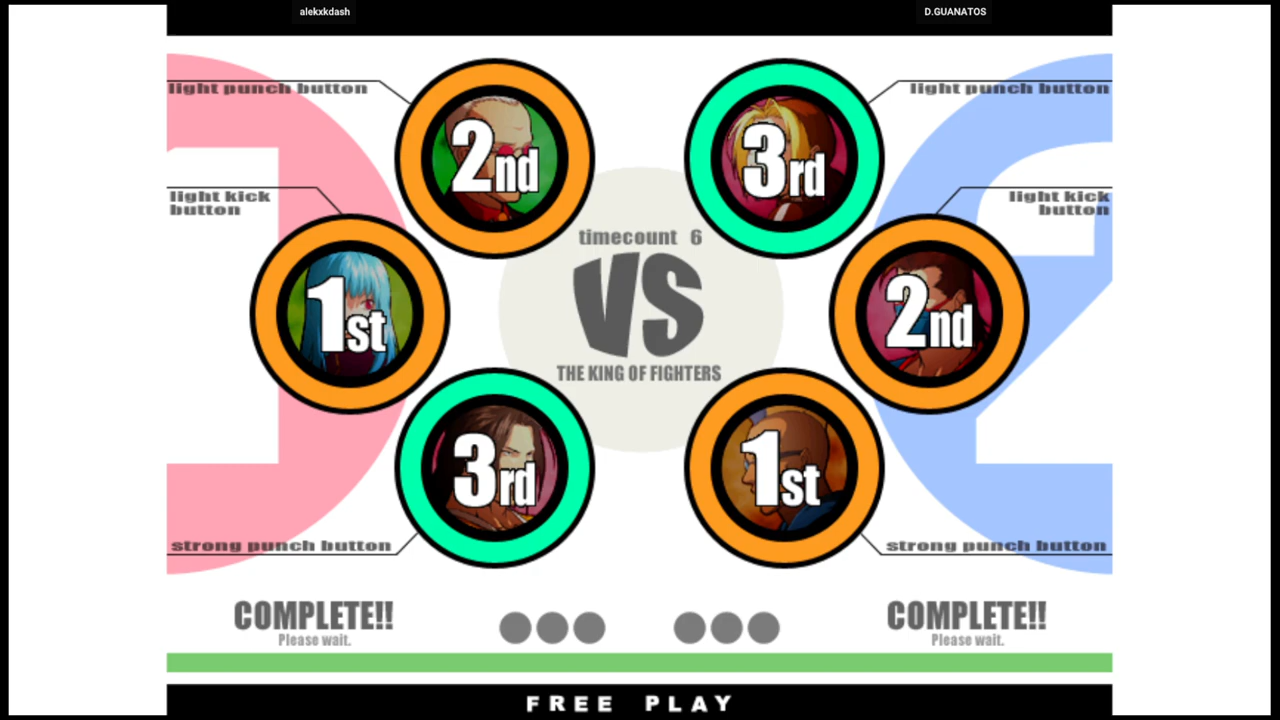 alekxkdash D.GUANATOS
light punch button light punch button
2nd 3rd
light kick
button
light kick
button
timecount 6
1st 2nd
VS
THE KING OF FIGHTERS
3rd 1st
strong punch button strong punch button
COMPLETE!! COMPLETE!!
Please wait. Please wait.
FREE PLAY